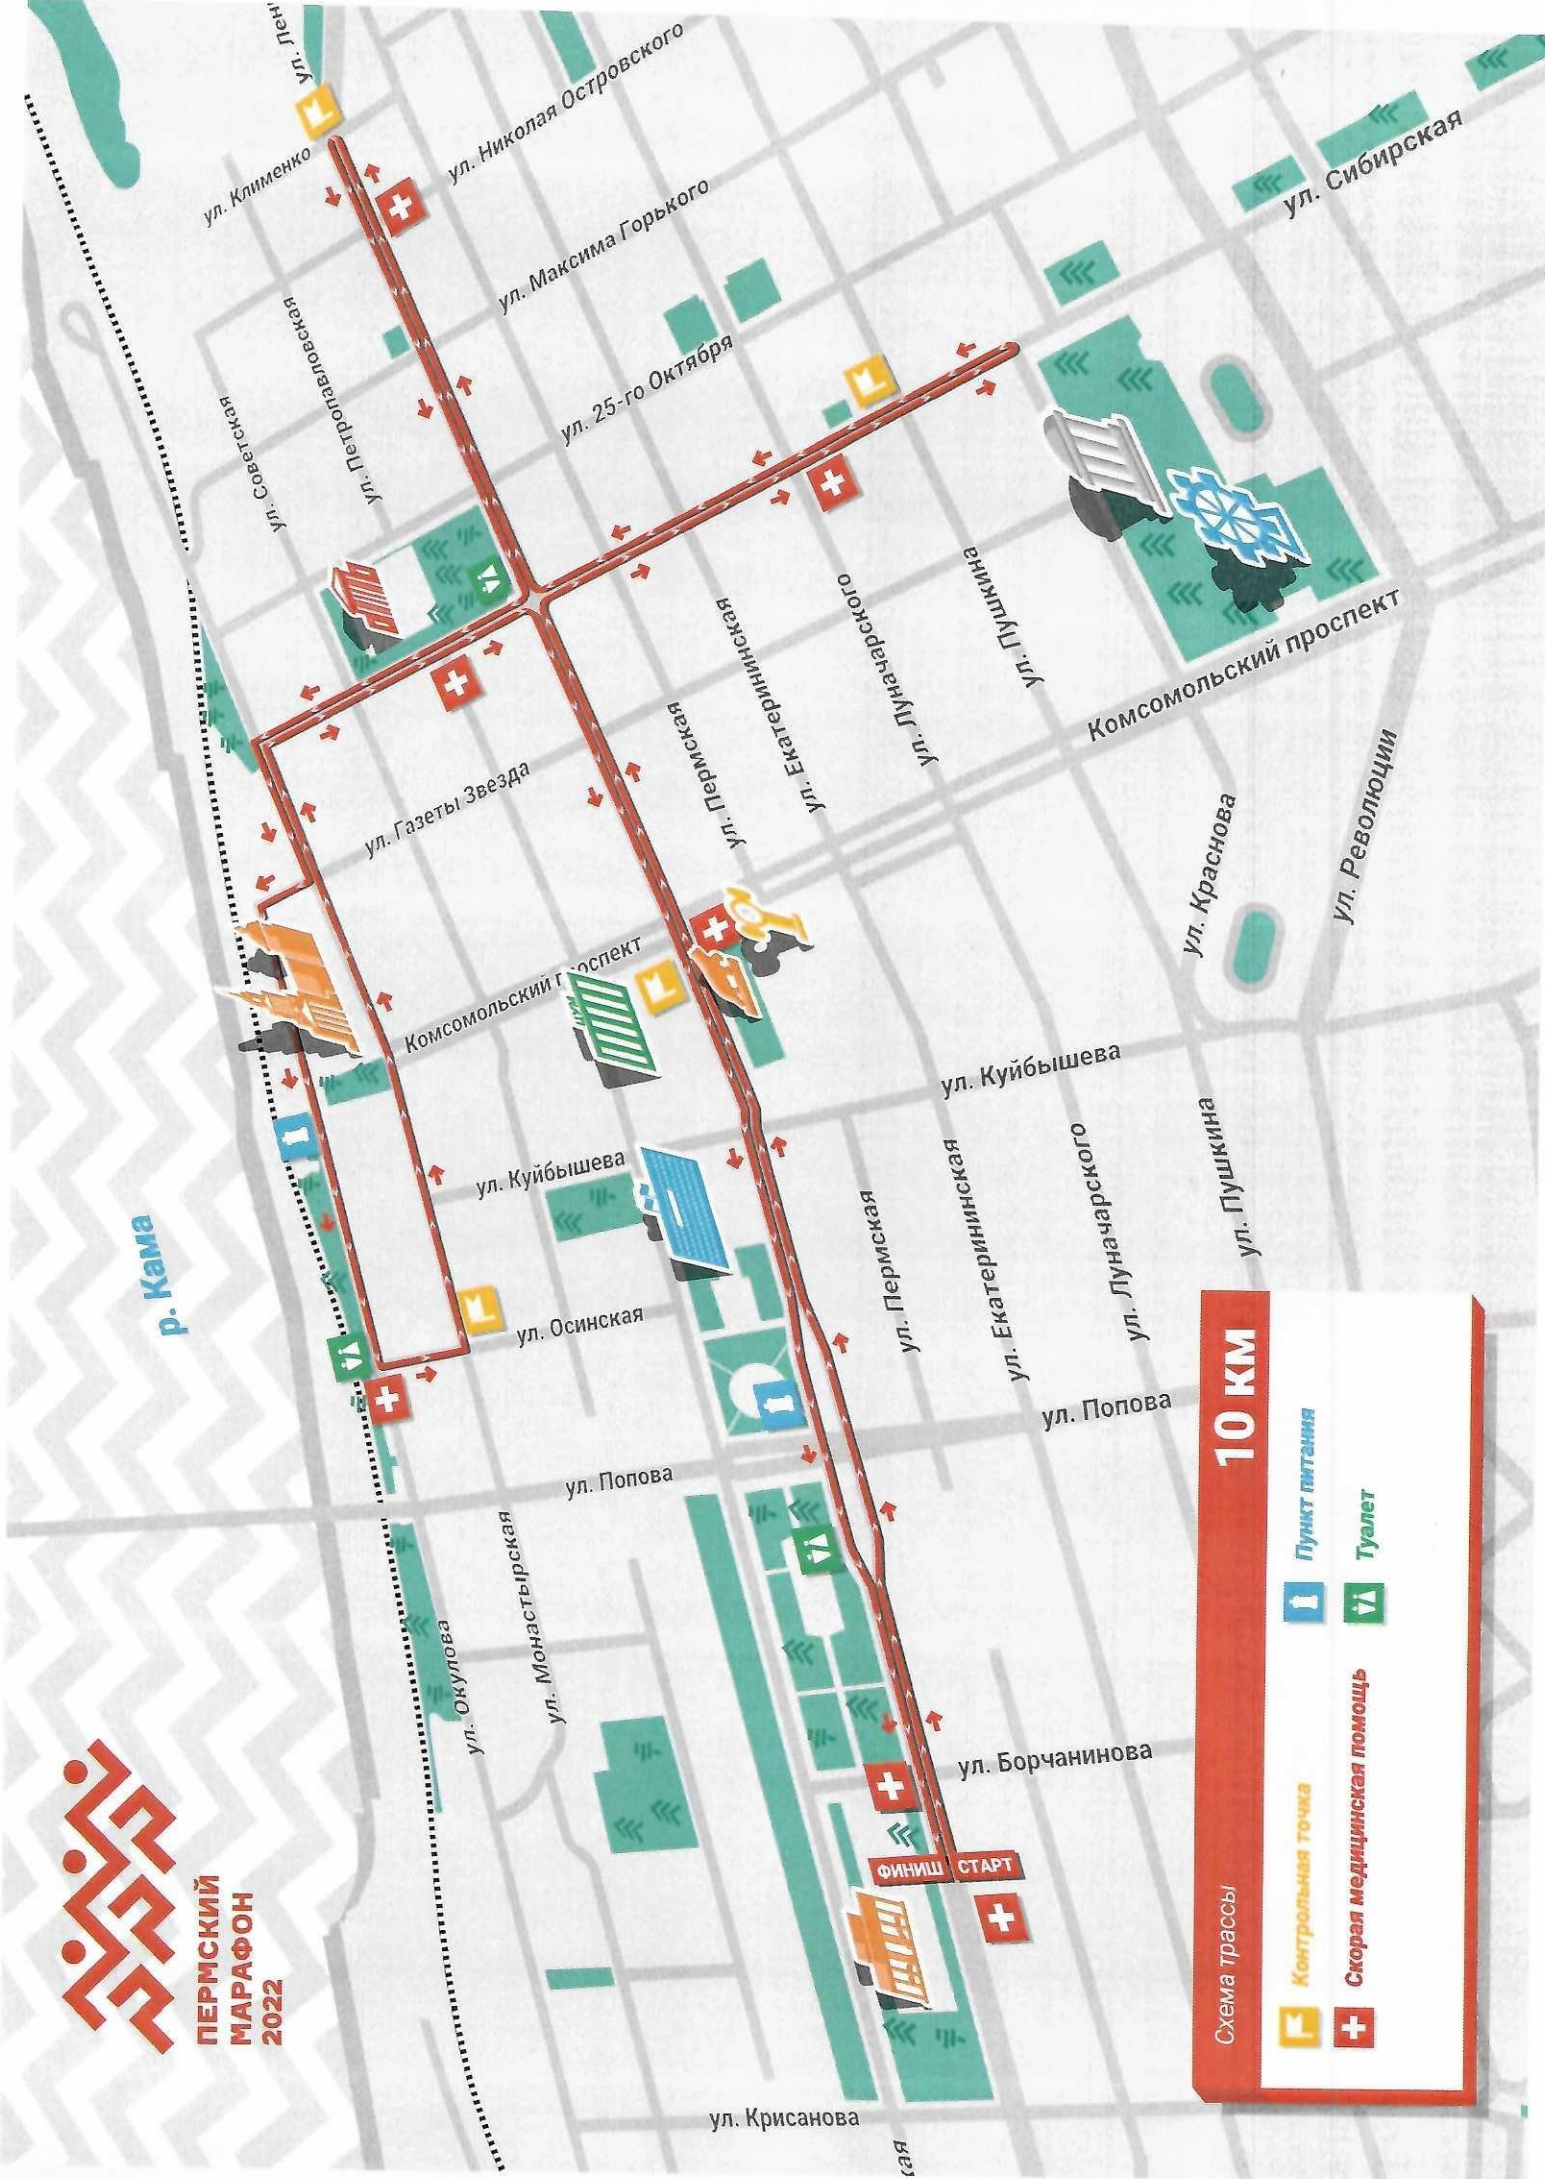 ПЕРМСКИЙ
МАРАФОН
2022
р. Кама
ул. Окулова
ул. Монастырская
ул. Попова
ул. Осинская
ул. Куйбышева
Комсомольский проспект
ул. Газеты Звезда
ул. Советская
ул. Петропавловская
ул. Клименко
ул. Лен
ул. Николая Островского
ул. Максима Горького
ул. 25-го Октября
ул. Сибирская
ул. Пермская
ул. Екатерининская
ул. Луначарского
ул. Пушкина
Комсомольский проспект
ул. Краснова
ул. Революции
ул. Куйбышева
ул. Пермская
ул. Екатерининская
ул. Луначарского
ул. Пушкина
ул. Попова
ул. Борчанинова
ул. Крисанова
кая
ФИНИШ
СТАРТ
Схема трассы
10 КМ
Контрольная точка
Пункт питания
Скорая медицинская помощь
Туалет